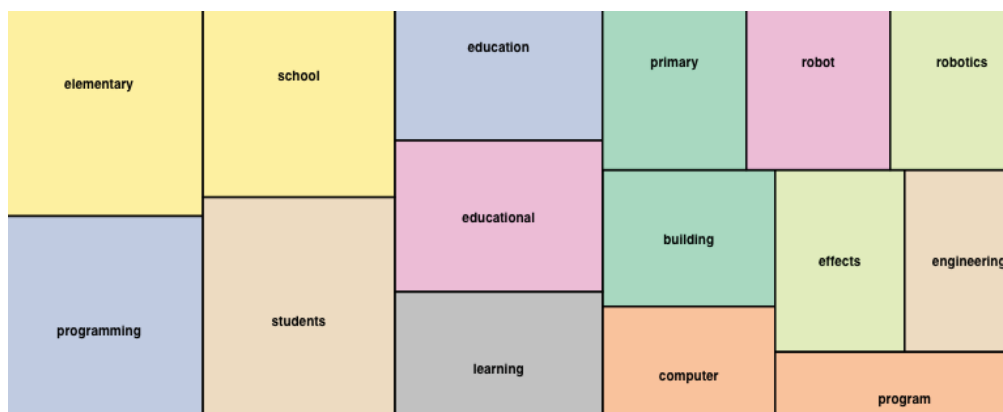 elementary
programming
school
students
education
educational
learning
primary
robot
robotics
building
effects
engineering
computer
program